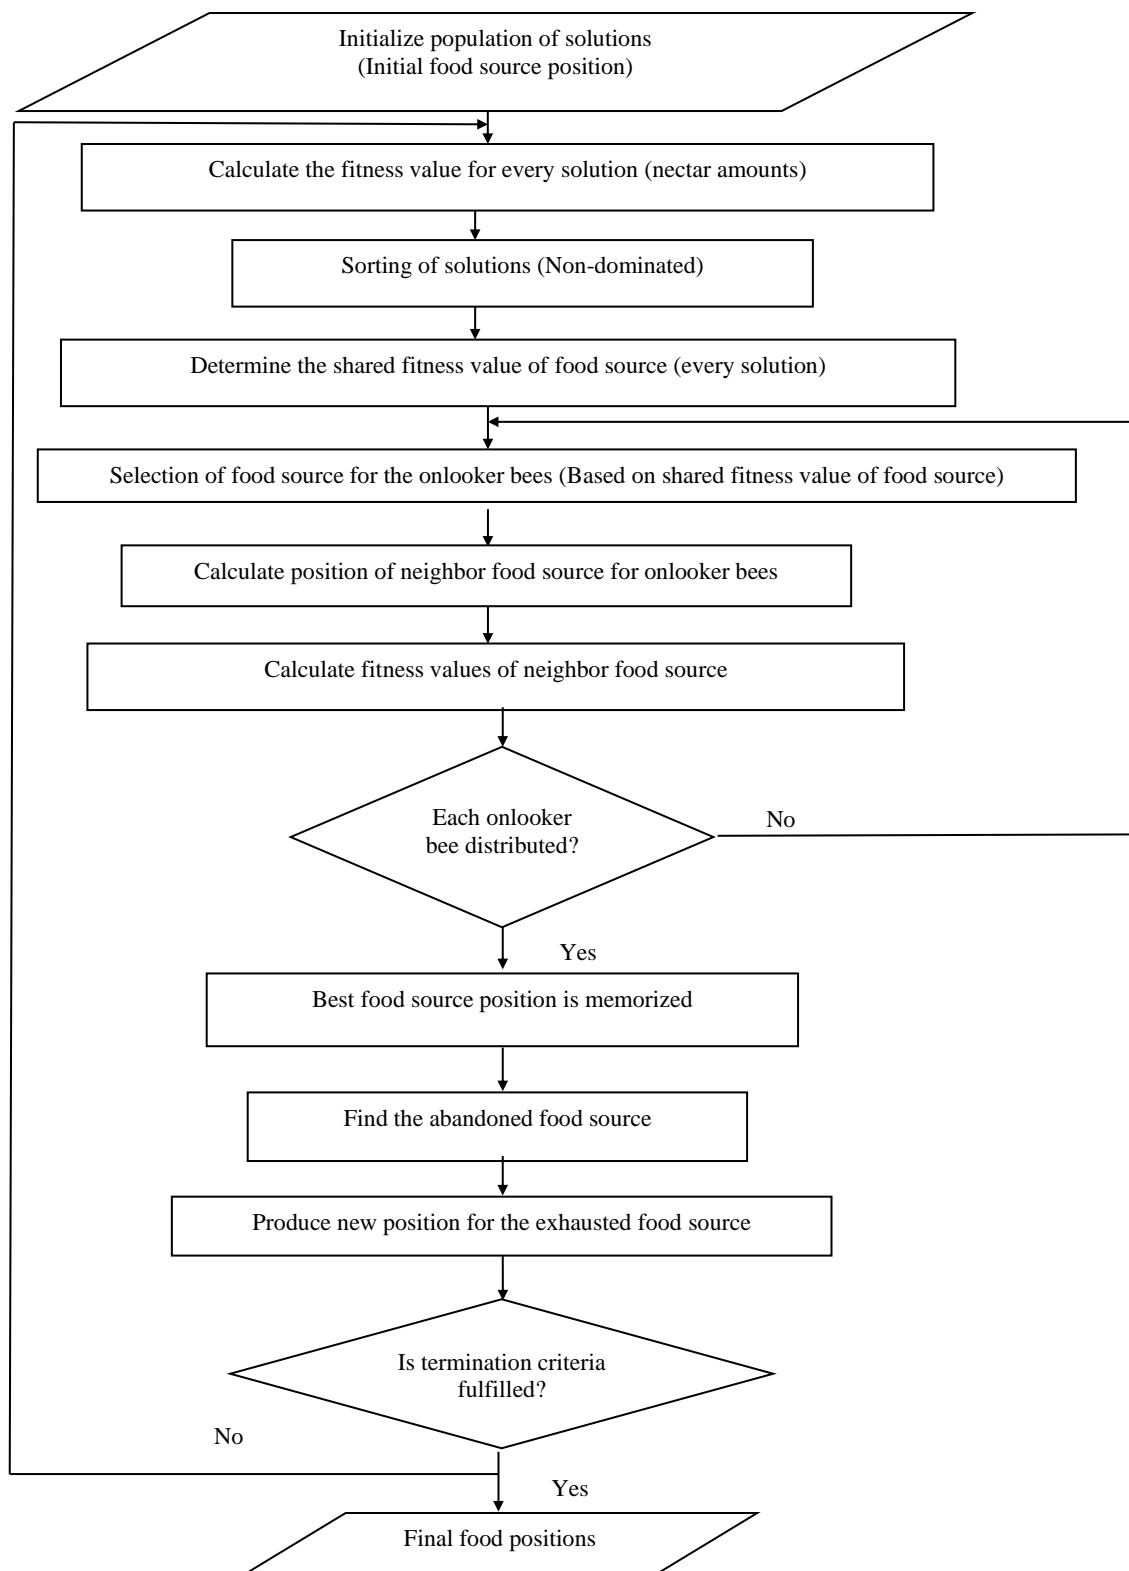 Initialize population of solutions
(Initial food source position)
Calculate the fitness value for every solution (nectar amounts)
Sorting of solutions (Non-dominated)
Determine the shared fitness value of food source (every solution)
Selection of food source for the onlooker bees (Based on shared fitness value of food source)
Calculate position of neighbor food source for onlooker bees
Calculate fitness values of neighbor food source
Each onlooker
bee distributed?
No
Yes
Best food source position is memorized
Find the abandoned food source
Produce new position for the exhausted food source
Is termination criteria
fulfilled?
No
Yes
Final food positions